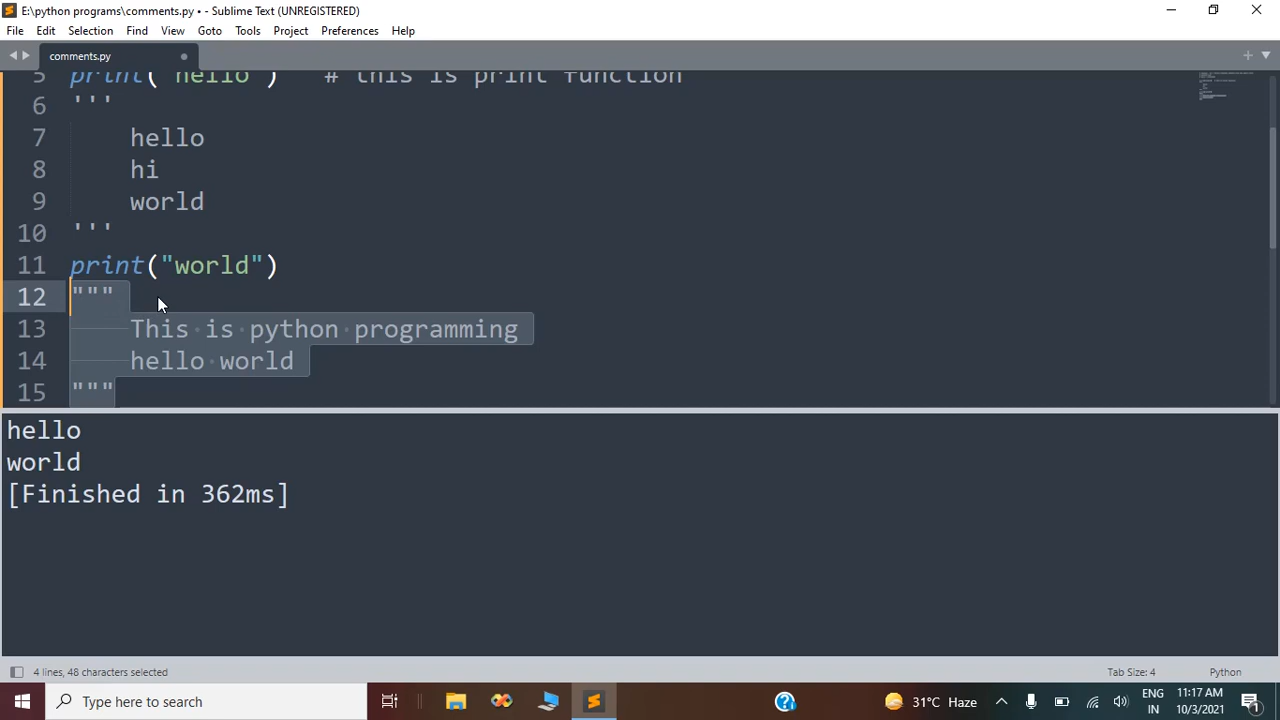 E:\python programs\comments.py • - Sublime Text (UNREGISTERED)
File Edit Selection Find View Goto Tools Project Preferences Help
comments.py
5 print("hello") # this is print function
6 '''
7 hello
8 hi
9 world
10 '''
11 print("world")
12 """
13 This is python programming
14 hello world
15 """
hello
world
[Finished in 362ms]
4 lines, 48 characters selected
Tab Size: 4
Python
Type here to search
31°C Haze
ENG
IN
11:17 AM
10/3/2021
1